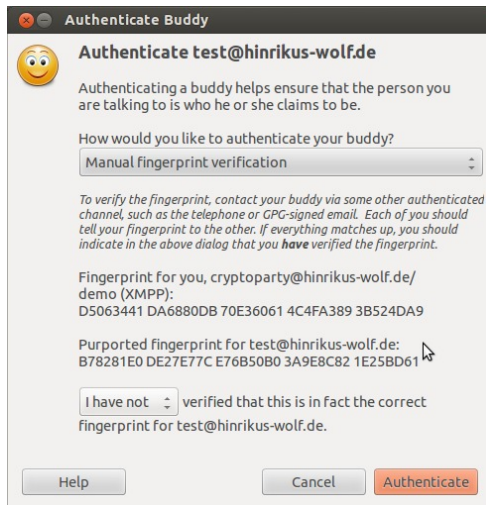 Authenticate Buddy
Authenticate test@hinrikus-wolf.de
Authenticating a buddy helps ensure that the person you
are talking to is who he or she claims to be.
How would you like to authenticate your buddy?
Manual fingerprint verification
To verify the fingerprint, contact your buddy via some other authenticated
channel, such as the telephone or GPG-signed email. Each of you should
tell your fingerprint to the other. If everything matches up, you should
indicate in the above dialog that you have verified the fingerprint.
Fingerprint for you, cryptoparty@hinrikus-wolf.de/
demo (XMPP):
D5063441 DA6880DB 70E36061 4C4FA389 3B524DA9
Purported fingerprint for test@hinrikus-wolf.de:
B78281E0 DE27E77C E76B50B0 3A9E8C82 1E25BD61
I have not verified that this is in fact the correct
fingerprint for test@hinrikus-wolf.de.
Help Cancel Authenticate